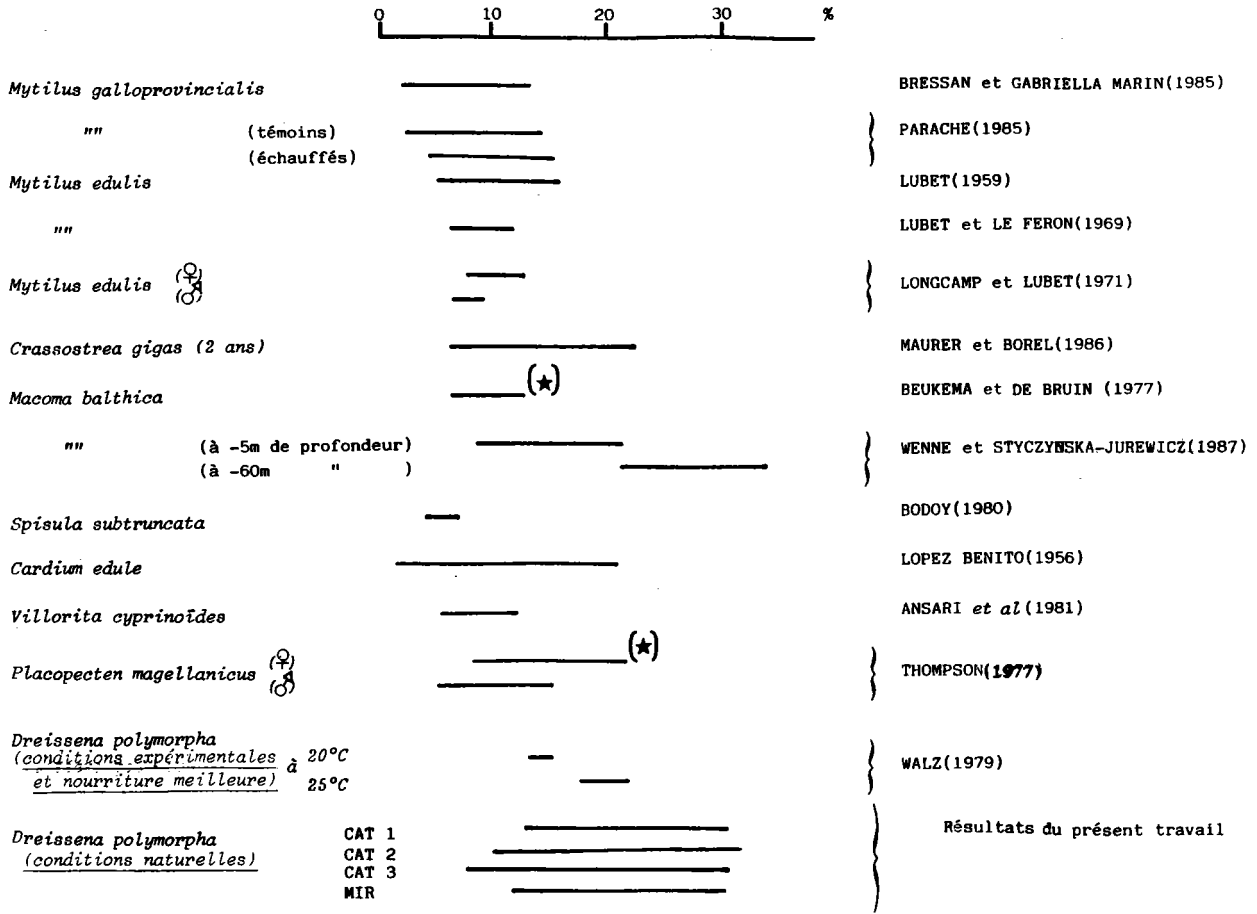 0 10 20 30 %
Mytilus galloprovincialis BRESSAN et GABRIELLA MARIN(1985)
"" (témoins) PARACHE(1985)
(échauffés)
Mytilus edulis LUBET(1959)
"" LUBET et LE FERON(1969)
Mytilus edulis (♀) LONGCAMP et LUBET(1971)
(♂)
Crassostrea gigas (2 ans) MAURER et BOREL(1986)
(★)
Macoma balthica BEUKEMA et DE BRUIN (1977)
"" (à -5m de profondeur) WENNE et STYCZYNSKA-JUREWICZ(1987)
(à -60m " )
Spisula subtruncata BODOY(1980)
Cardium edule LOPEZ BENITO(1956)
Villorita cyprinoïdes ANSARI et al(1981)
(★)
Placopecten magellanicus (♀) THOMPSON(1977)
(♂)
Dreissena polymorpha
(conditions expérimentales à 20°C WALZ(1979)
et nourriture meilleure) 25°C
Dreissena polymorpha CAT 1 Résultats du présent travail
(conditions naturelles) CAT 2
CAT 3
MIR